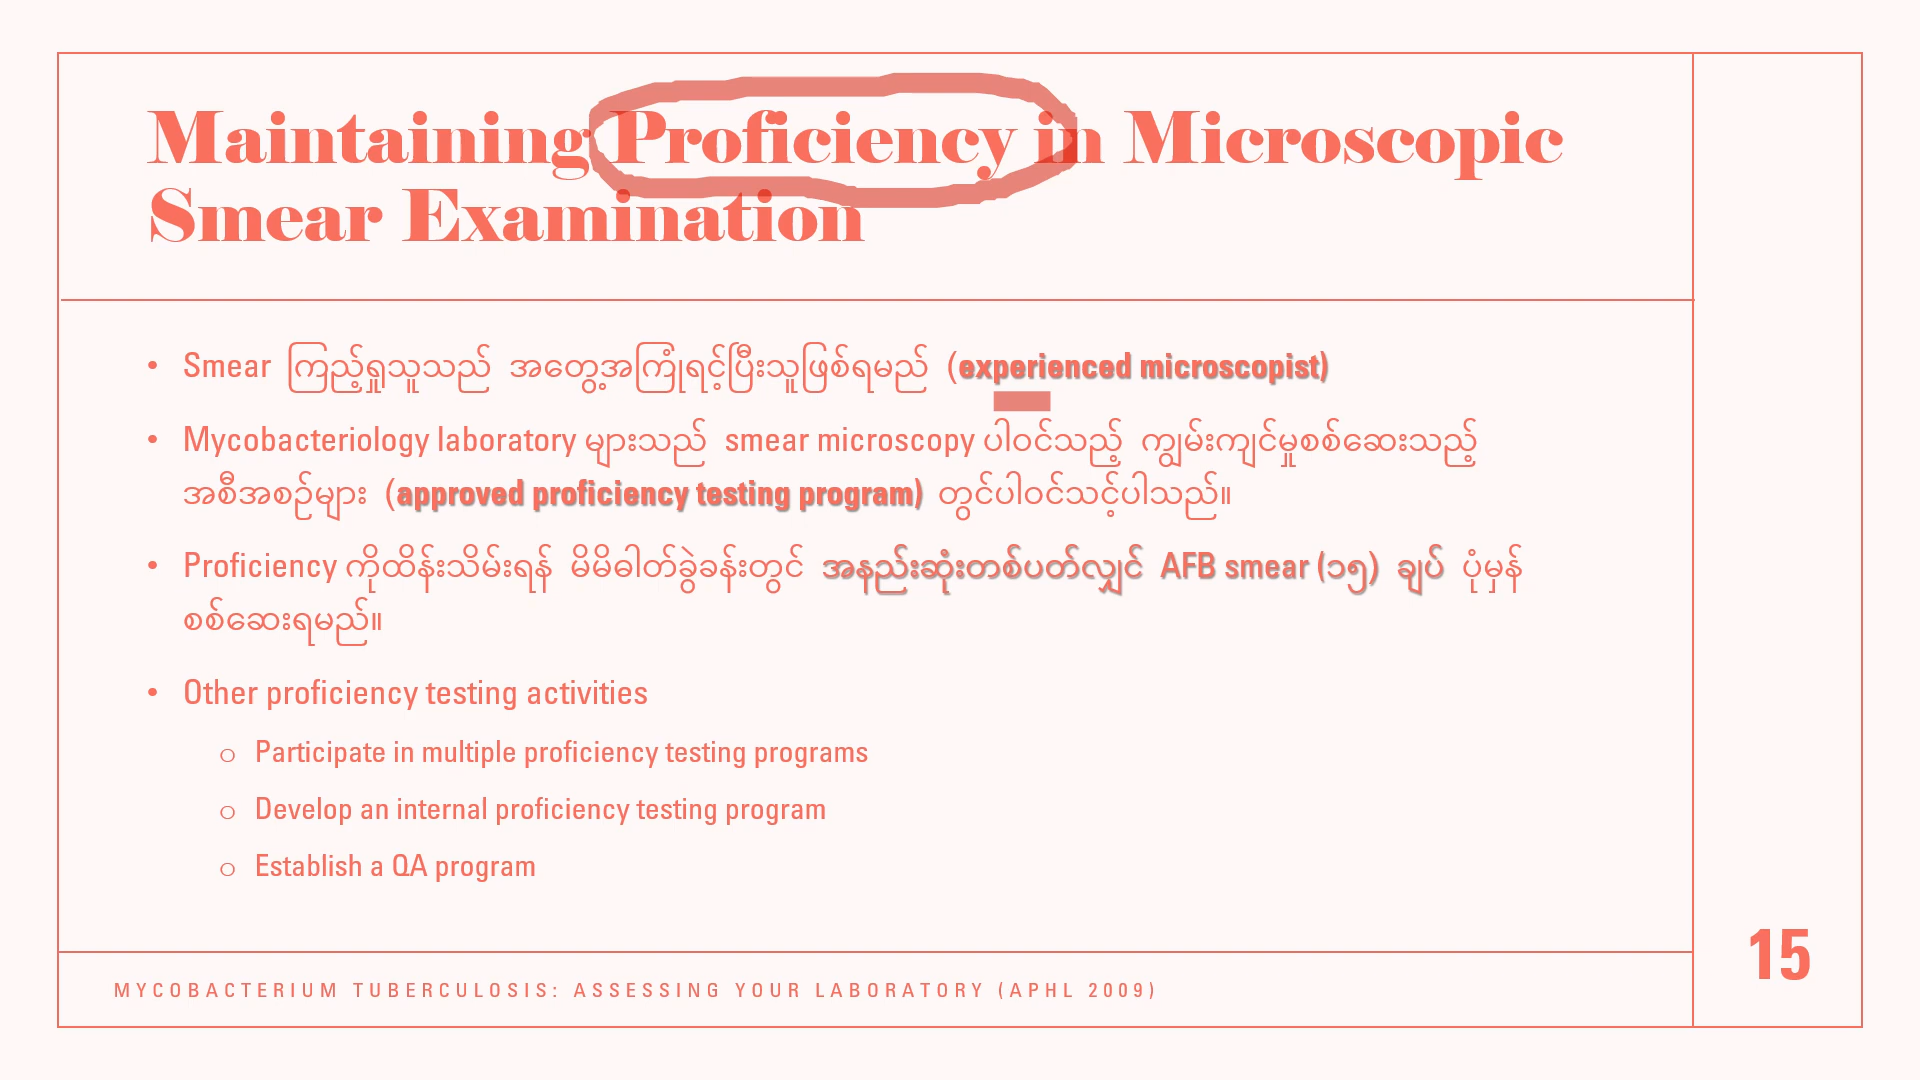 Maintaining Proficiency in Microscopic
Smear Examination
• Smear ကြည့်ရှုသူသည် အတွေ့အကြုံရင့်ပြီးသူဖြစ်ရမည် (experienced microscopist)
• Mycobacteriology laboratory များသည် smear microscopy ပါဝင်သည့် ကျွမ်းကျင်မှုစစ်ဆေးသည့်
အစီအစဉ်များ (approved proficiency testing program) တွင်ပါဝင်သင့်ပါသည်။
• Proficiency ကိုထိန်းသိမ်းရန် မိမိဓါတ်ခွဲခန်းတွင် အနည်းဆုံးတစ်ပတ်လျှင် AFB smear (၁၅) ချပ် ပုံမှန်
စစ်ဆေးရမည်။
• Other proficiency testing activities
o Participate in multiple proficiency testing programs
o Develop an internal proficiency testing program
o Establish a QA program
MYCOBACTERIUM TUBERCULOSIS: ASSESSING YOUR LABORATORY (APHL 2009)
15